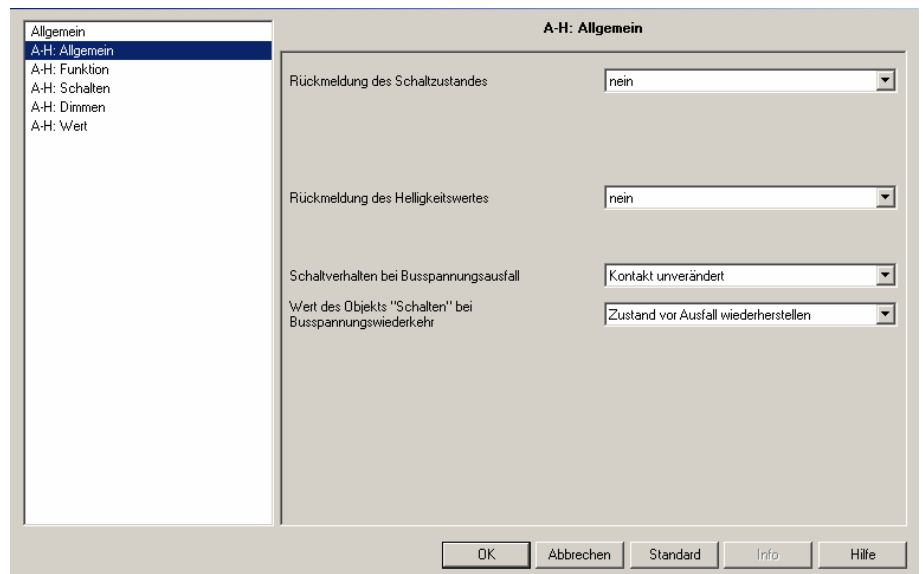 Allgemein
A-H: Allgemein
A-H: Funktion
A-H: Schalten
A-H: Dimmen
A-H: Wert
A-H: Allgemein
Rückmeldung des Schaltzustandes
nein
Rückmeldung des Helligkeitswertes
nein
Schaltverhalten bei Busspannungsausfall
Kontakt unverändert
Wert des Objekts "Schalten" bei
Busspannungswiederkehr
Zustand vor Ausfall wiederherstellen
OK
Abbrechen
Standard
Info
Hilfe